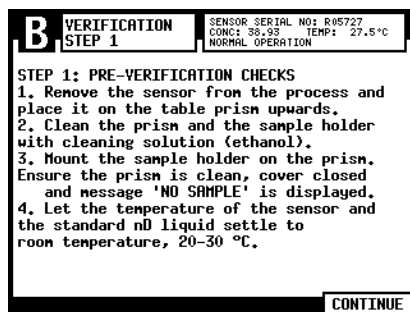 B
VERIFICATION
STEP 1
SENSOR SERIAL NO: R05727
CONC: 38.93 TEMP: 27.5°C
NORMAL OPERATION
STEP 1: PRE-VERIFICATION CHECKS
1. Remove the sensor from the process and
place it on the table prism upwards.
2. Clean the prism and the sample holder
with cleaning solution (ethanol).
3. Mount the sample holder on the prism.
Ensure the prism is clean, cover closed
and message 'NO SAMPLE' is displayed.
4. Let the temperature of the sensor and
the standard nD liquid settle to
room temperature, 20-30 °C.
CONTINUE